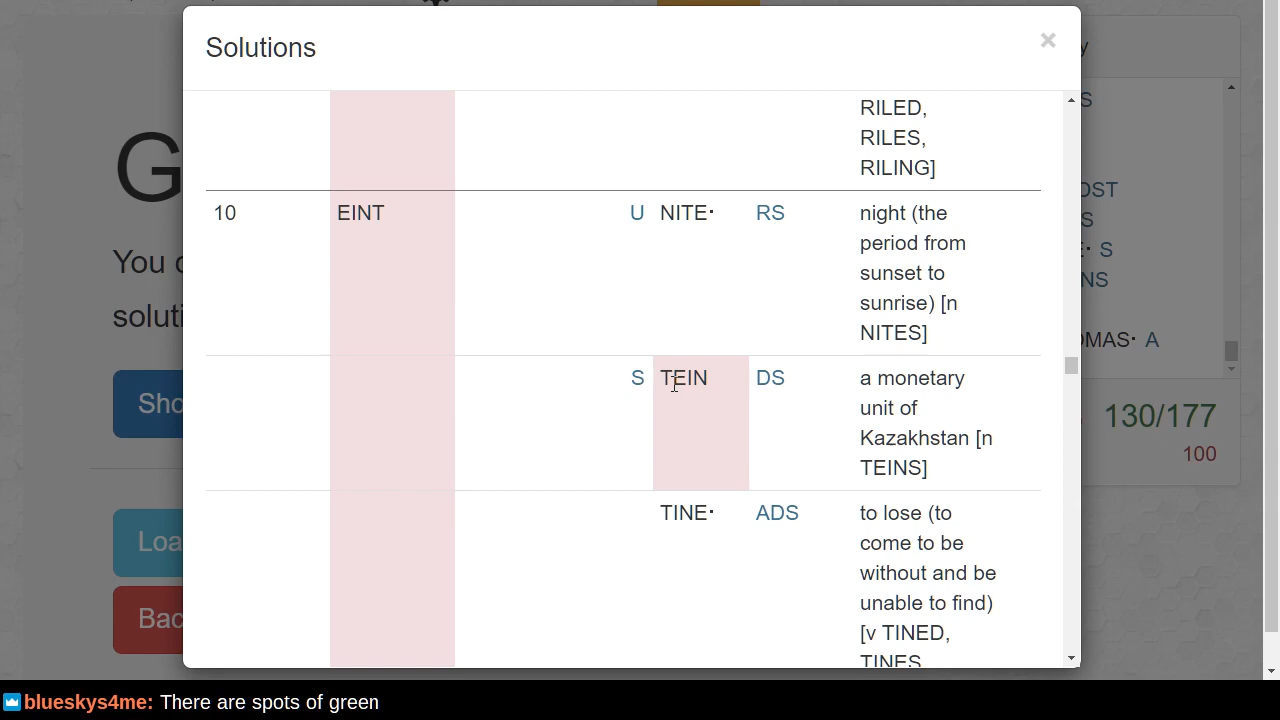 Solutions
×
RILED,
RILES,
RILING]
10 EINT U NITE· RS night (the
period from
sunset to
sunrise) [n
NITES]
S TEIN DS a monetary
unit of
Kazakhstan [n
TEINS]
TINE· ADS to lose (to
come to be
without and be
unable to find)
[v TINED,
TINES,
G
You
soluti
Sho
Loa
Bac
y
S
OST
S
· S
NS
OMAS· A
130/177
100
blueskys4me: There are spots of green